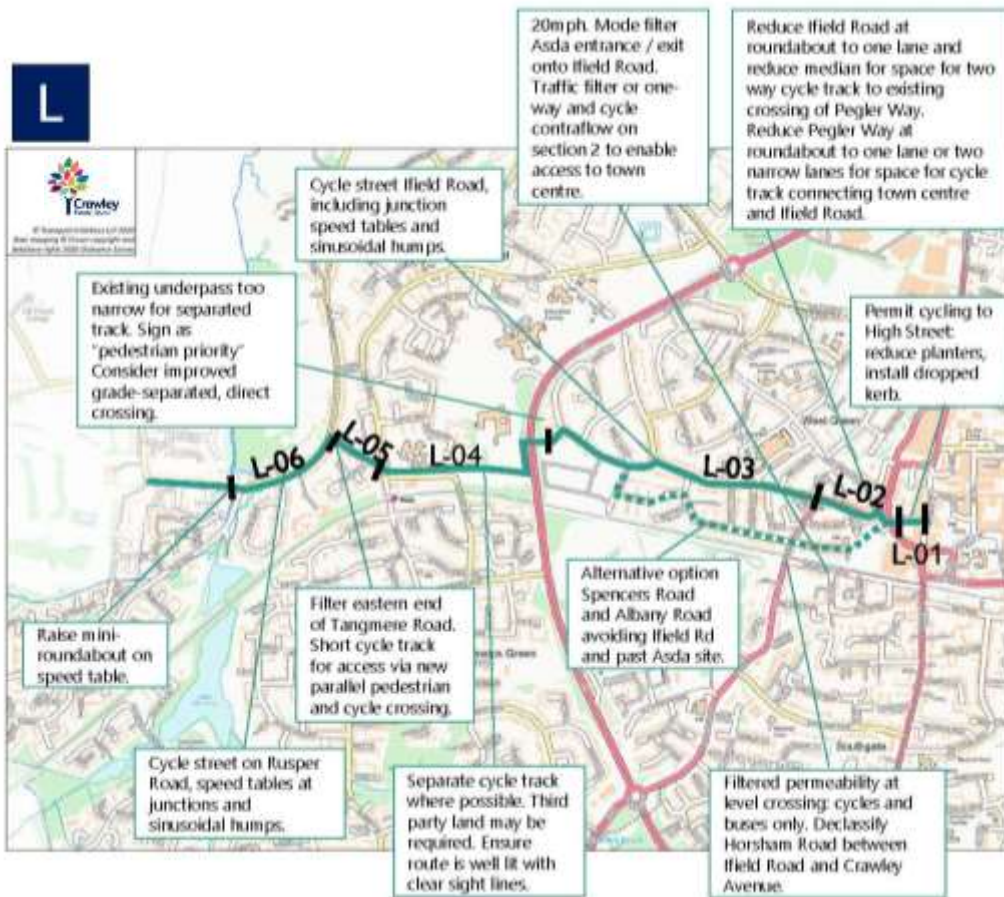 L
20mph. Mode filter
Asda entrance / exit
onto Ifield Road.
Traffic filter or one-
way and cycle
contraflow on
section 2 to enable
access to town
centre.
Reduce Ifield Road at
roundabout to one lane and
reduce median for space for two
way cycle track to existing
crossing of Pegler Way.
Reduce Pegler Way at
roundabout to one lane or two
narrow lanes for space for cycle
track connecting town centre
and Ifield Road.
Crawley
Cycle street Ifield Road,
including junction
speed tables and
sinusoidal humps.
Existing underpass too
narrow for separated
track. Sign as
"pedestrian priority"
Consider improved
grade-separated, direct
crossing.
Permit cycling to
High Street:
reduce planters,
install dropped
kerb.
West Green
L-06
L-05
L-04
L-03
L-02
L-01
Raise mini-
roundabout on
speed table.
Filter eastern end
of Tangmere Road.
Short cycle track
for access via new
parallel pedestrian
and cycle crossing.
Alternative option
Spencers Road
and Albany Road
avoiding Ifield Rd
and past Asda site.
Green
Southgate
Cycle street on Rusper
Road, speed tables at
junctions and
sinusoidal humps.
Separate cycle track
where possible. Third
party land may be
required. Ensure
route is well lit with
clear sight lines.
Filtered permeability at
level crossing: cycles and
buses only. Declassify
Horsham Road between
Ifield Road and Crawley
Avenue.